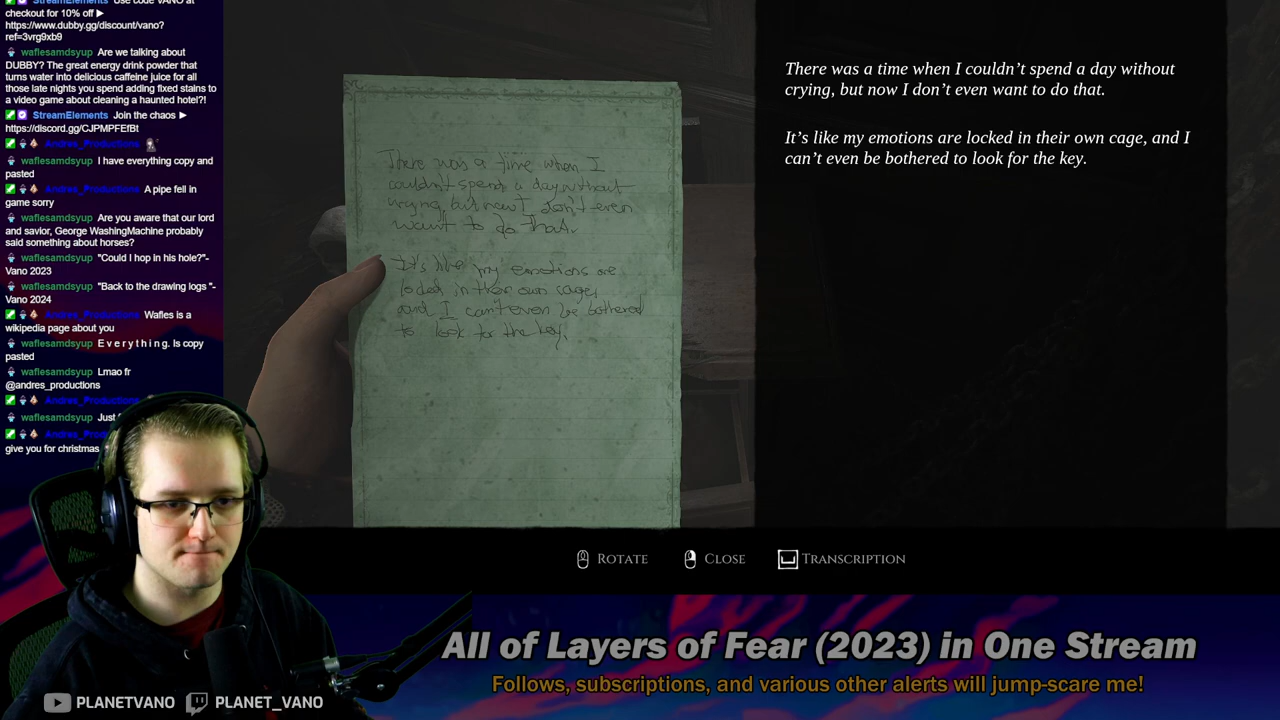 StreamElements Use code VANO at
checkout for 10% off ▶
https://www.dubby.gg/discount/vano?
ref=3vrg9xb9
waflesamdsyup Are we talking about
DUBBY? The great energy drink powder that
turns water into delicious caffeine juice for all
those late nights you spend adding fixed stains to
a video game about cleaning a haunted hotel?!
StreamElements Join the chaos ▶
https://discord.gg/CJPMPFEfBt
Andres_Productions
waflesamdsyup I have everything copy and
pasted
Andres_Productions A pipe fell in
game sorry
waflesamdsyup Are you aware that our lord
and savior, George WashingMachine probably
said something about horses?
waflesamdsyup "Could I hop in his hole?"-
Vano 2023
waflesamdsyup "Back to the drawing logs "-
Vano 2024
Andres_Productions Wafles is a
wikipedia page about you
waflesamdsyup E v e r y t h i n g. Is copy
pasted
waflesamdsyup Lmao fr
@andres_productions
waflesamdsyup Just
give you for christmas
There was a time when I
couldn't spend a day without
crying, but now I don't even
want to do that.
It's like my emotions are
locked in their own cage,
and I can't even be bothered
to look for the key.
There was a time when I couldn't spend a day without
crying, but now I don't even want to do that.
It's like my emotions are locked in their own cage, and I
can't even be bothered to look for the key.
ROTATE
CLOSE
TRANSCRIPTION
All of Layers of Fear (2023) in One Stream
Follows, subscriptions, and various other alerts will jump-scare me!
PLANETVANO
PLANET_VANO